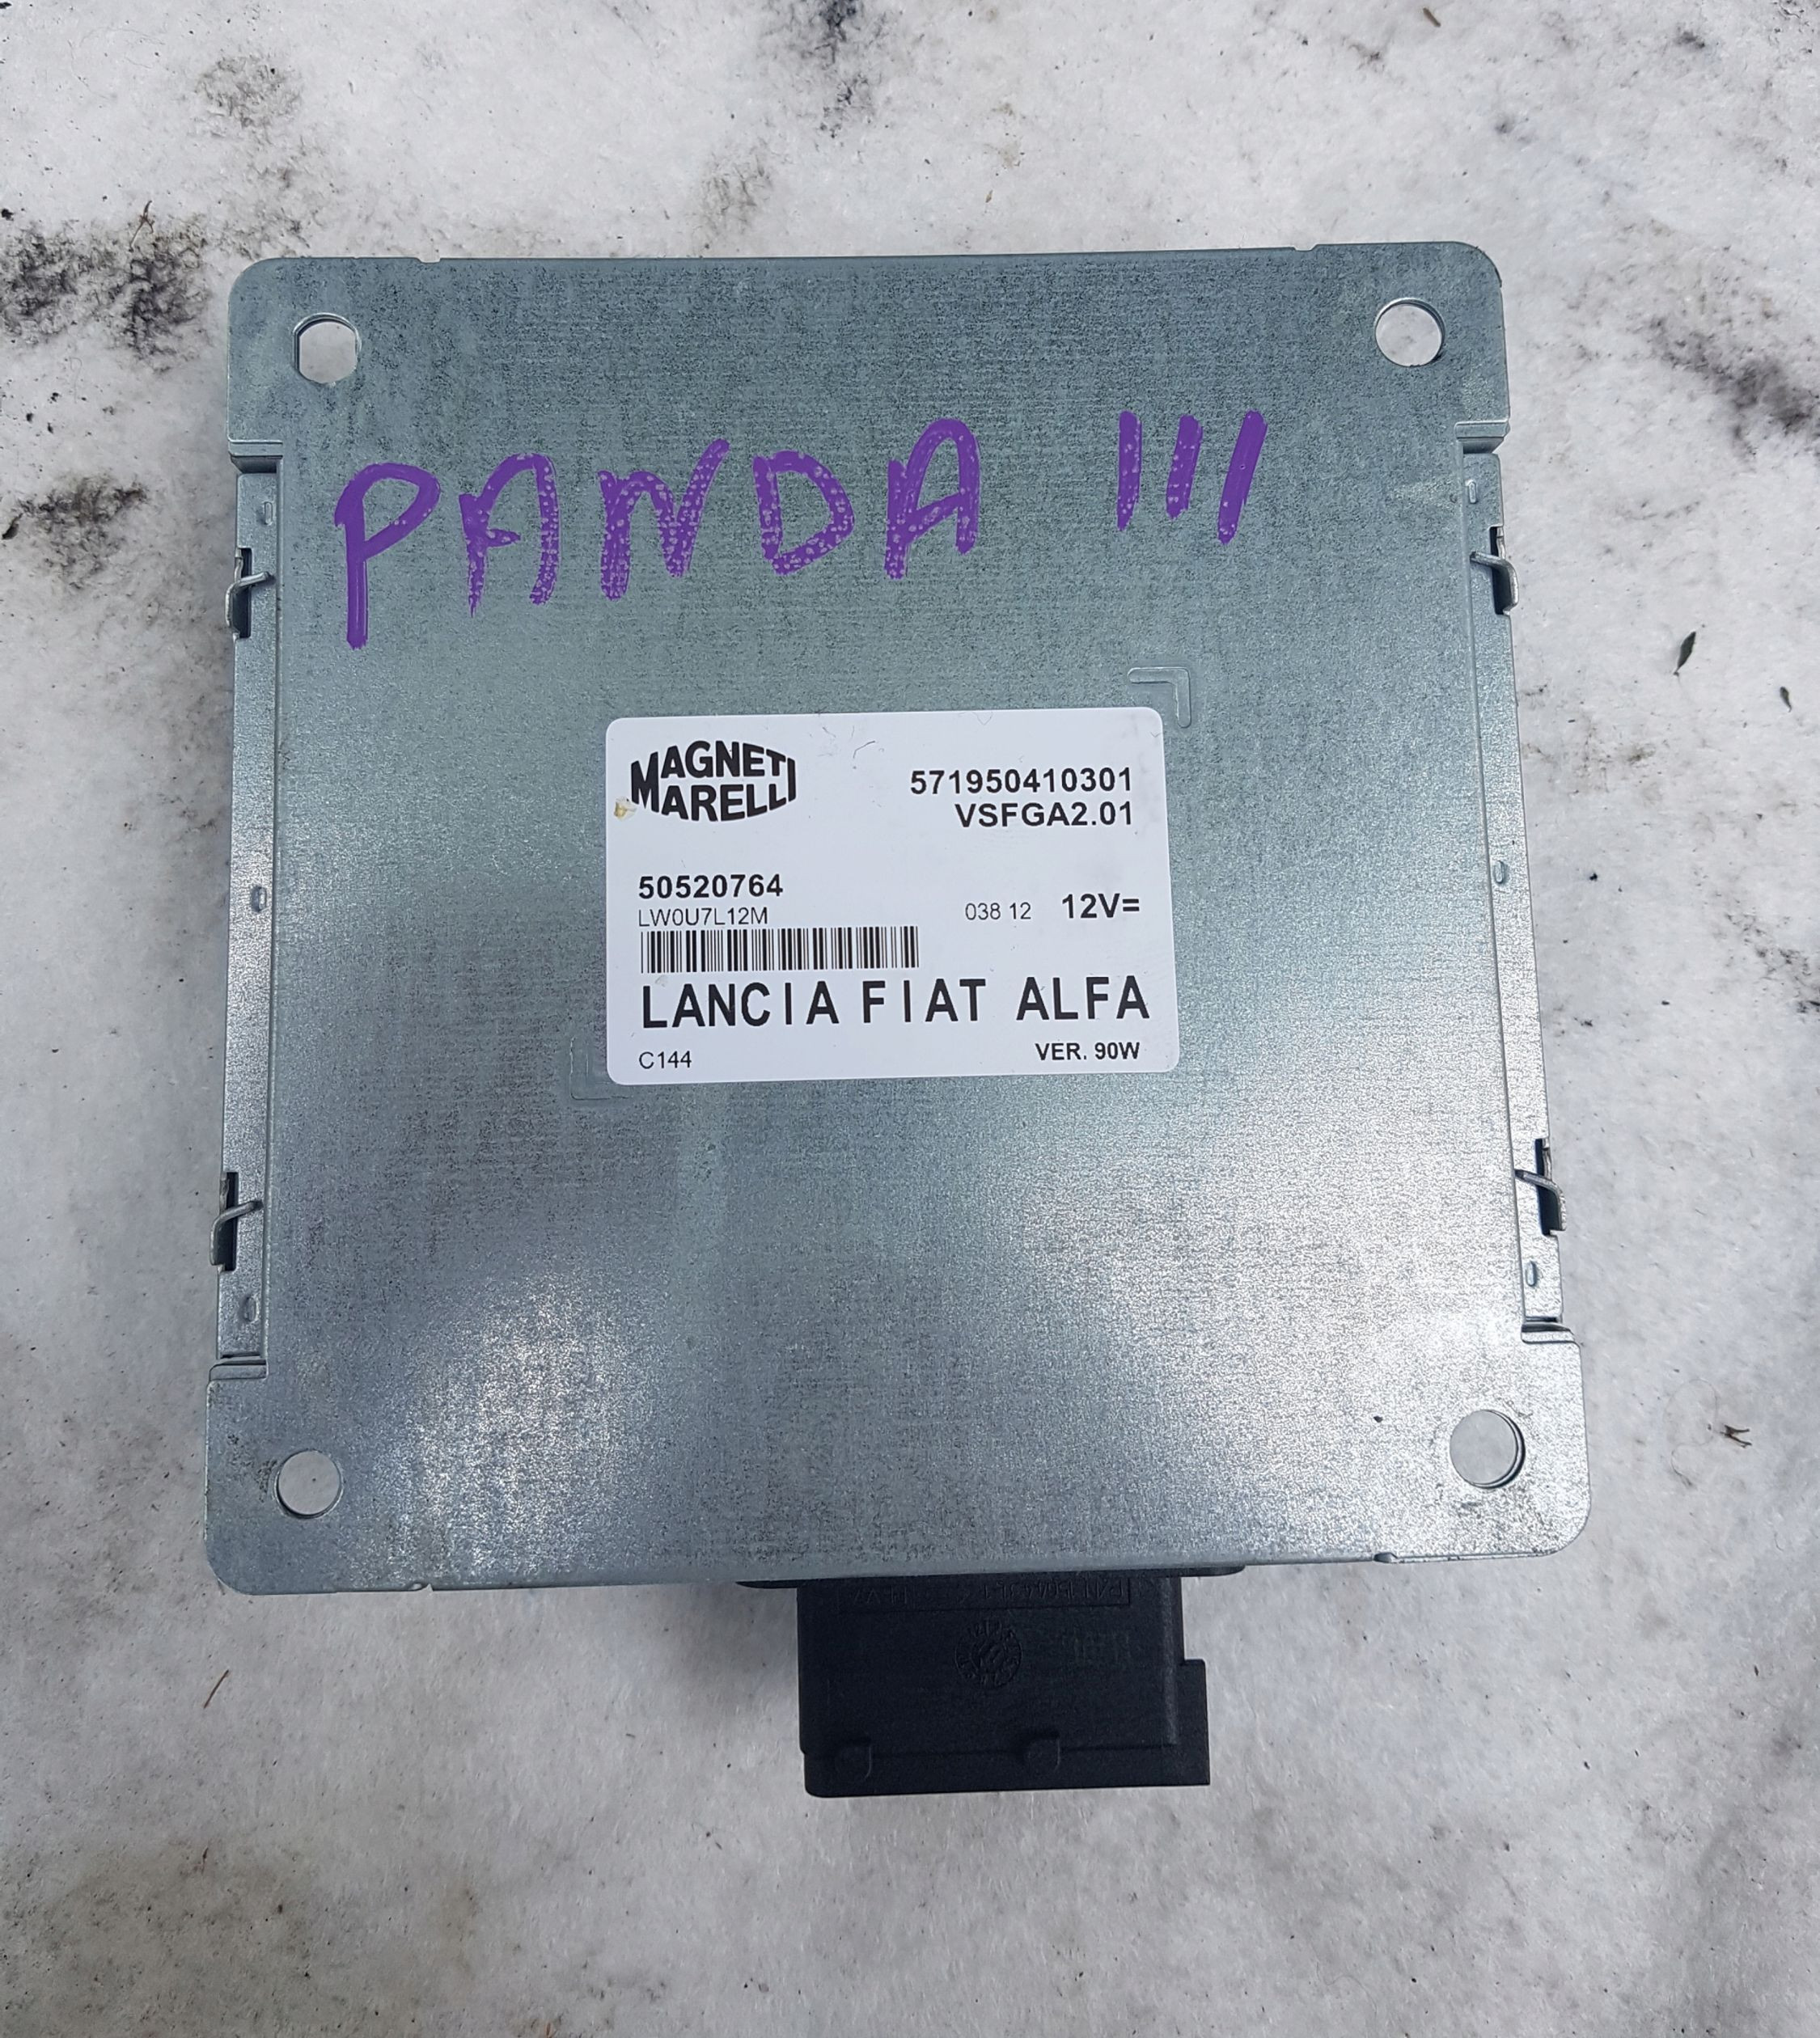 PANDA III
MAGNETI
MARELLI
571950410301
VSFGA2.01
50520764
LW0U7L12M
038 12 12V=
LANCIA FIAT ALFA
C144 VER. 90W